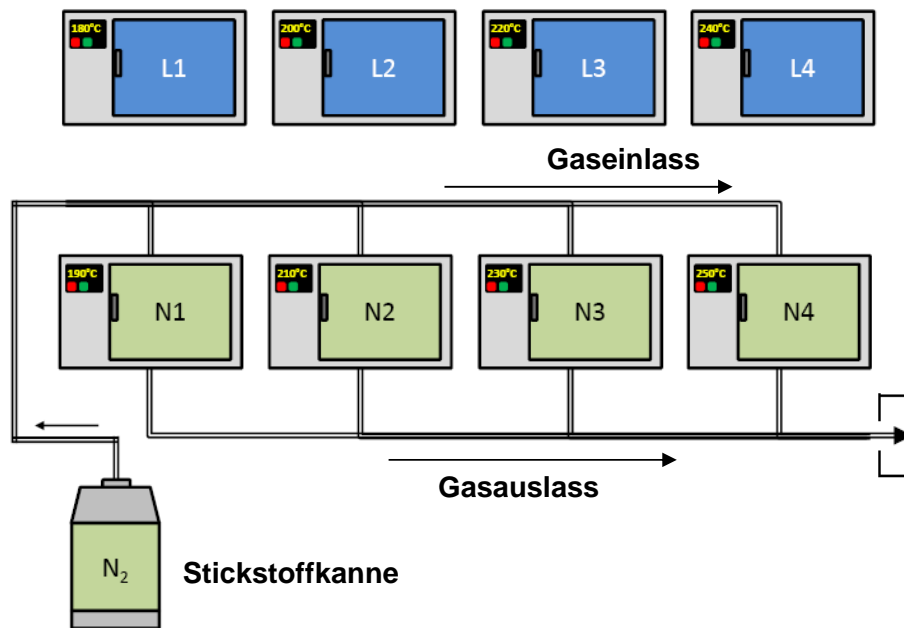 180°C
200°C
220°C
240°C
L1
L2
L3
L4
Gaseinlass
190°C
210°C
230°C
250°C
N1
N2
N3
N4
Gasauslass
N₂
Stickstoffkanne